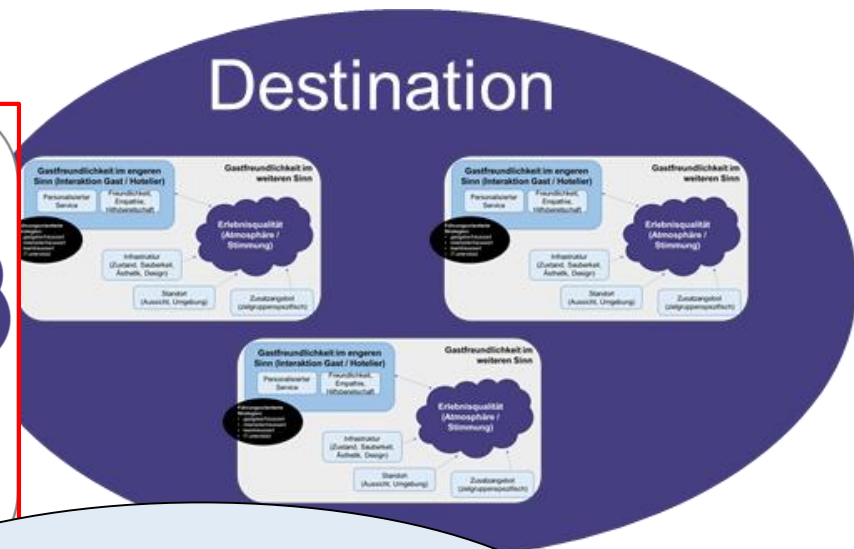 Destination
Gastfreundlichkeit im engeren
Sinn (Interaktion Gast / Hotelier)
Gastfreundlichkeit im
weiteren Sinn
Personalisierter
Service
Freundlichkeit,
Empathie,
Hilfsbereitschaft
Erlebnisqualität
(Atmosphäre /
Stimmung)
Infrastruktur
(Zustand, Sauberkeit,
Ästhetik, Design)
Standort
(Aussicht, Umgebung)
Zusatzangebot
(zielgruppenspezifisch)
Gastfreundlichkeit im engeren
Sinn (Interaktion Gast / Hotelier)
Gastfreundlichkeit im
weiteren Sinn
Personalisierter
Service
Freundlichkeit,
Empathie,
Hilfsbereitschaft
Führungsorientierte
Strategien:
Erlebnisqualität
(Atmosphäre /
Stimmung)
Infrastruktur
(Zustand, Sauberkeit,
Ästhetik, Design)
Standort
(Aussicht, Umgebung)
Zusatzangebot
(zielgruppenspezifisch)
Gastfreundlichkeit im engeren
Sinn (Interaktion Gast / Hotelier)
Gastfreundlichkeit im
weiteren Sinn
Personalisierter
Service
Freundlichkeit,
Empathie,
Hilfsbereitschaft
Führungsorientierte
Strategien:
Erlebnisqualität
(Atmosphäre /
Stimmung)
Infrastruktur
(Zustand, Sauberkeit,
Ästhetik, Design)
Standort
(Aussicht, Umgebung)
Zusatzangebot
(zielgruppenspezifisch)